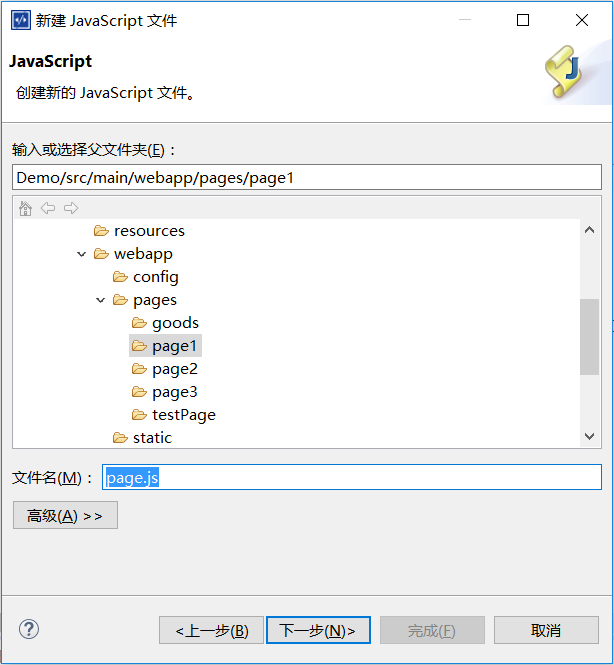 新建 JavaScript 文件
JavaScript
创建新的 JavaScript 文件。
输入或选择父文件夹(E)：
Demo/src/main/webapp/pages/page1
resources
webapp
config
pages
goods
page1
page2
page3
testPage
static
文件名(M)：
page.js
高级(A) >>
<上一步(B)
下一步(N)>
完成(F)
取消